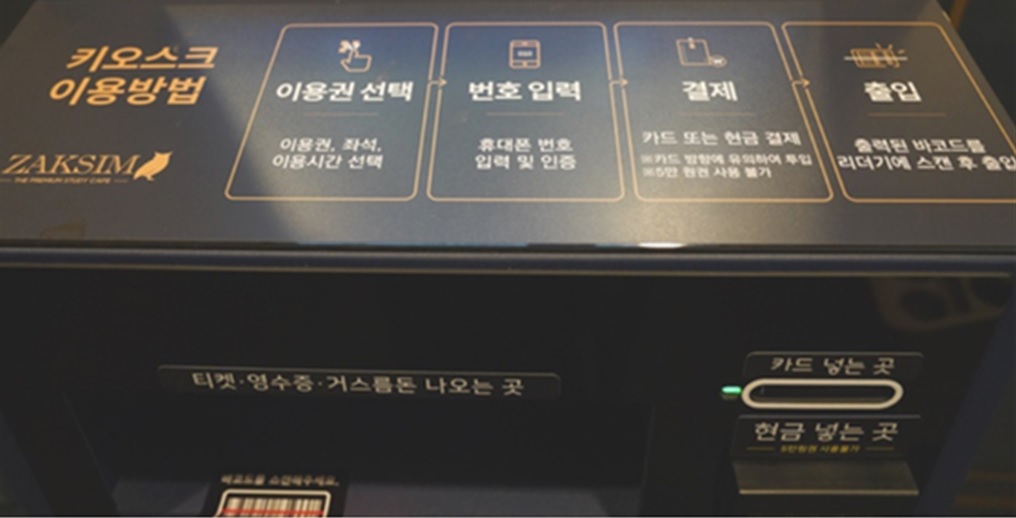 키오스크
이용방법
ZAKSIM
THE PREMIUM STUDY CAFE
이용권 선택
이용권, 좌석,
이용시간 선택
번호 입력
휴대폰 번호
입력 및 인증
결제
카드 또는 현금 결제
※카드 방향에 유의하여 투입
※5만 원권 사용 불가
출입
출력된 바코드를
리더기에 스캔 후 출입
티켓·영수증·거스름돈 나오는 곳
카드 넣는 곳
현금 넣는 곳
5만원권 사용불가
바코드를 스캔해주세요.